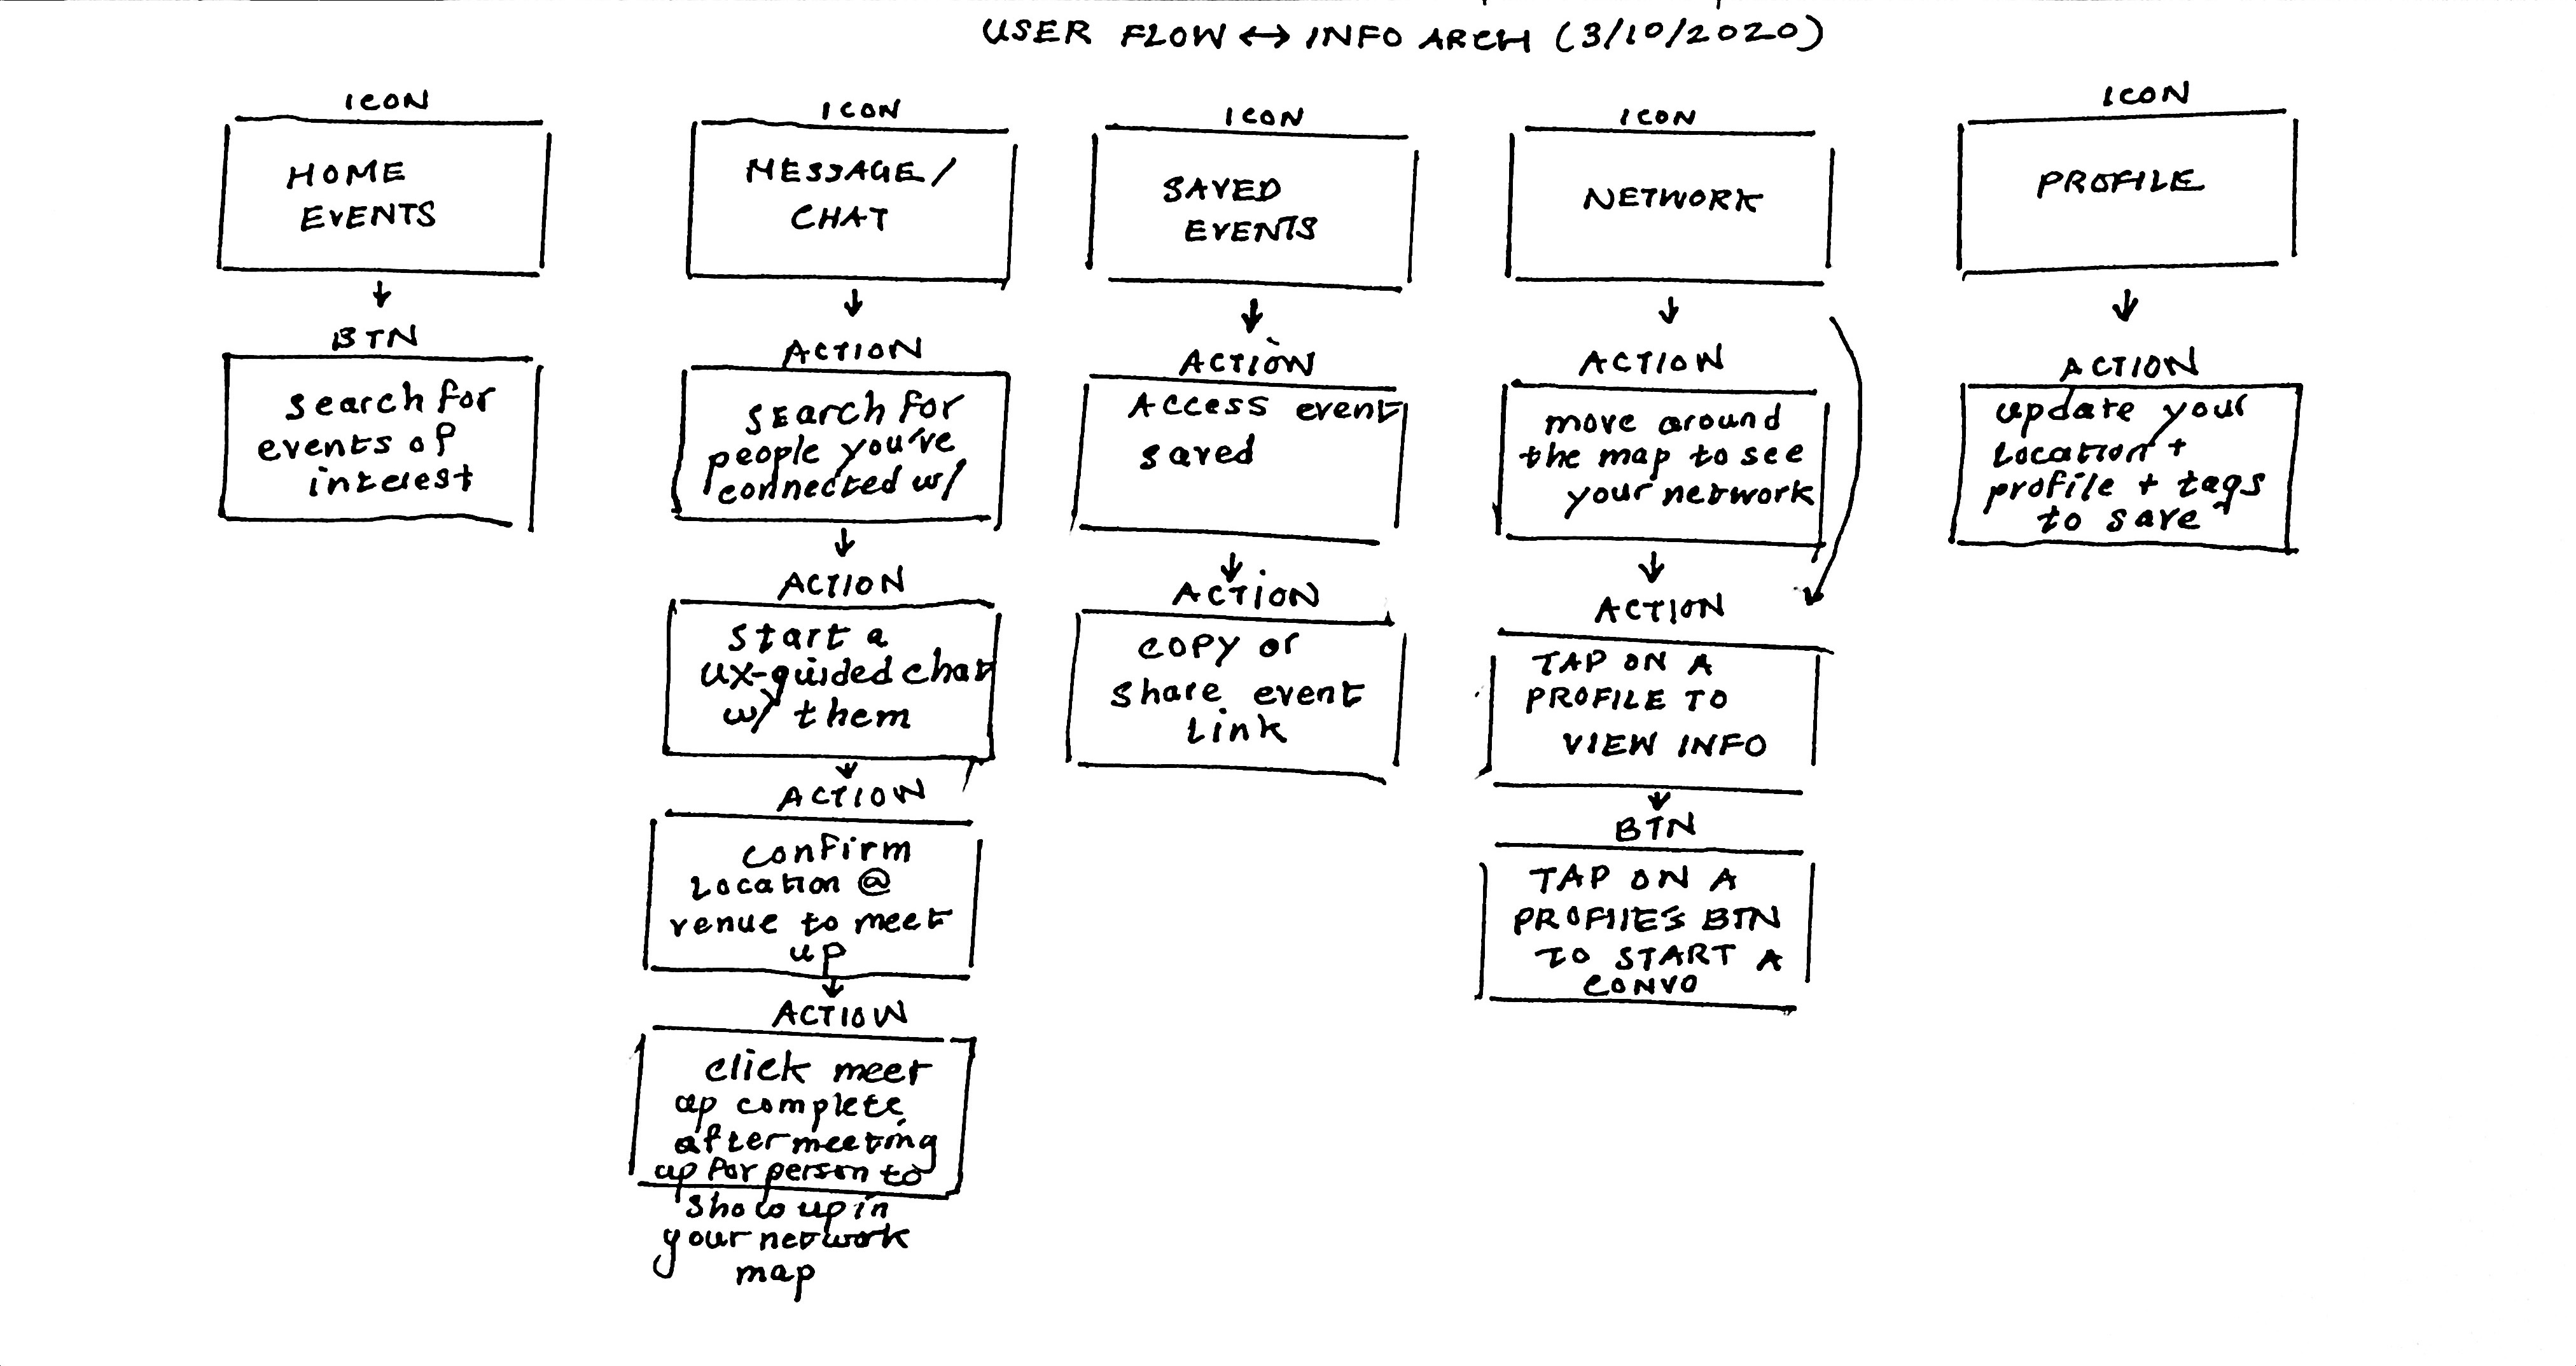 USER FLOW ↔ INFO ARCH (3/10/2020)
ICON
HOME
EVENTS
BTN
search for
events of
interest
ICON
MESSAGE/
CHAT
ACTION
SEARCH FOR
people you've
connected w/
ACTION
start a
UX-guided chat
w/ them
ACTION
confirm
Location @
venue to meet
up
ACTION
click meet
up complete
after meeting
up for person to
show up in
your network
map
ICON
SAVED
EVENTS
ACTION
Access event
saved
ACTION
copy or
share event
Link
ICON
NETWORK
ACTION
move around
the map to see
your network
ACTION
TAP ON A
PROFILE TO
VIEW INFO
BTN
TAP ON A
PROFILE'S BTN
TO START A
CONVO
ICON
PROFILE
ACTION
update your
Location +
profile + tags
to save